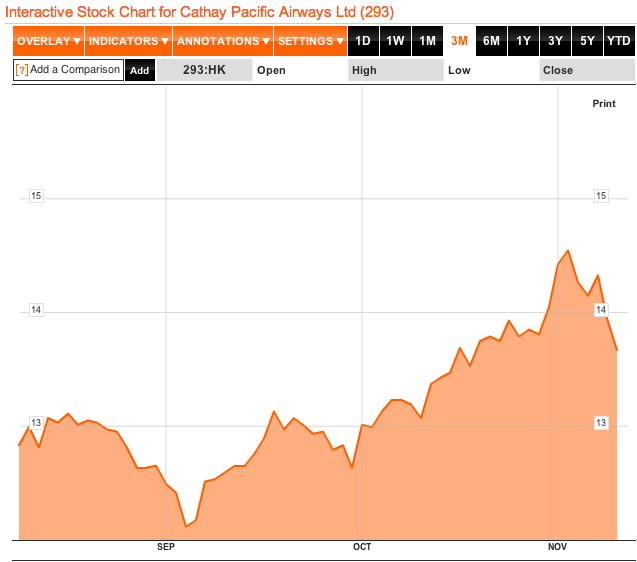 Interactive Stock Chart for Cathay Pacific Airways Ltd (293)
OVERLAY ▼ INDICATORS ▼ ANNOTATIONS ▼ SETTINGS ▼ 1D 1W 1M 3M 6M 1Y 3Y 5Y YTD
[?] Add a Comparison Add 293:HK Open High Low Close
Print
15 15
14 14
13 13
SEP OCT NOV